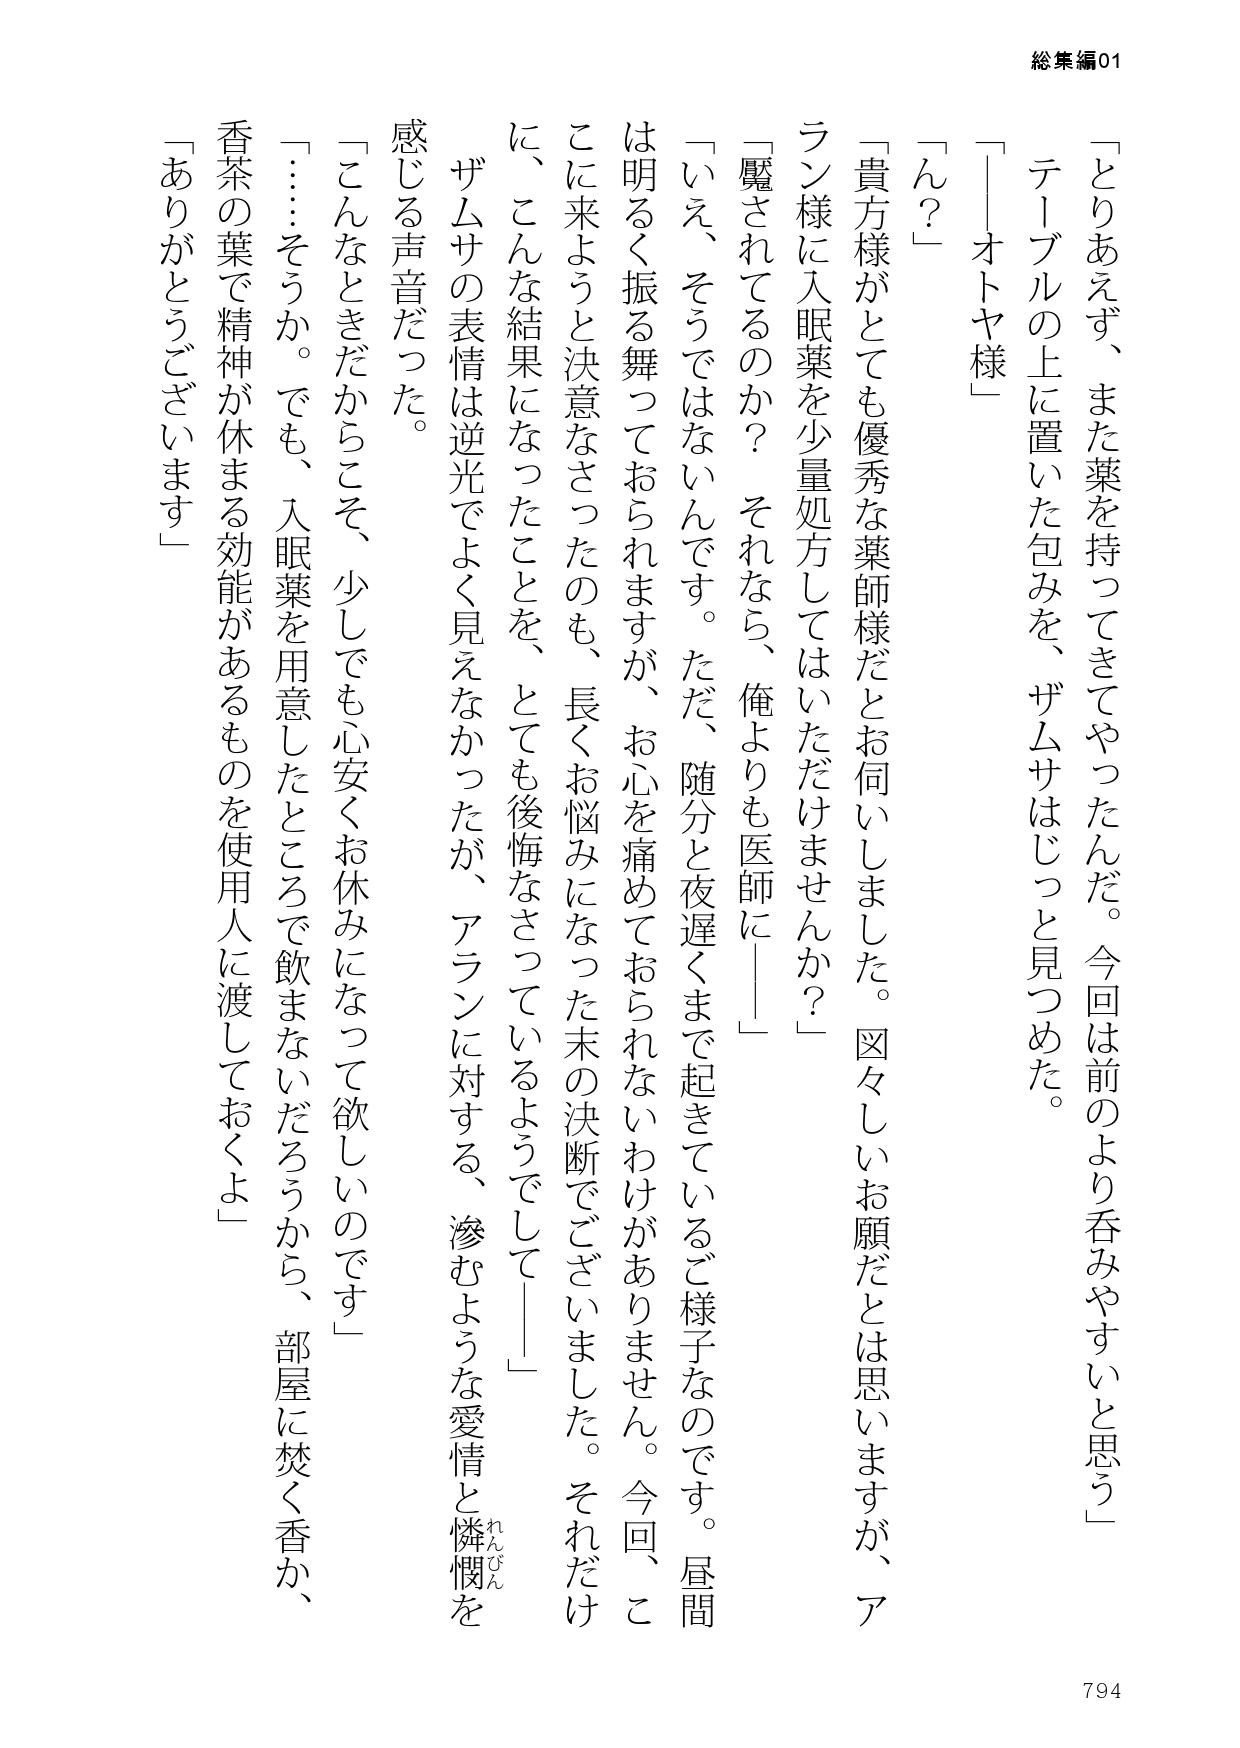 総集編01
「とりあえず、また薬を持ってきてやったんだ。今回は前のより呑みやすいと思う」
テーブルの上に置いた包みを、ザムサはじっと見つめた。
「――オトヤ様」
「ん？」
「貴方様がとても優秀な薬師様だとお伺いしました。図々しいお願だとは思いますが、ア
ラン様に入眠薬を少量処方してはいただけませんか？」
「魘されてるのか？　それなら、俺よりも医師に――」
「いえ、そうではないんです。ただ、随分と夜遅くまで起きているご様子なのです。昼間
は明るく振る舞っておられますが、お心を痛めておられないわけがありません。今回、こ
こに来ようと決意なさったのも、長くお悩みになった末の決断でございました。それだけ
に、こんな結果になったことを、とても後悔なさっているようでして――」
ザムサの表情は逆光でよく見えなかったが、アランに対する、滲むような愛情と憐憫を
れんびん
感じる声音だった。
「こんなときだからこそ、少しでも心安くお休みになって欲しいのです」
「……そうか。でも、入眠薬を用意したところで飲まないだろうから、部屋に焚く香か、
香茶の葉で精神が休まる効能があるものを使用人に渡しておくよ」
「ありがとうございます」
794